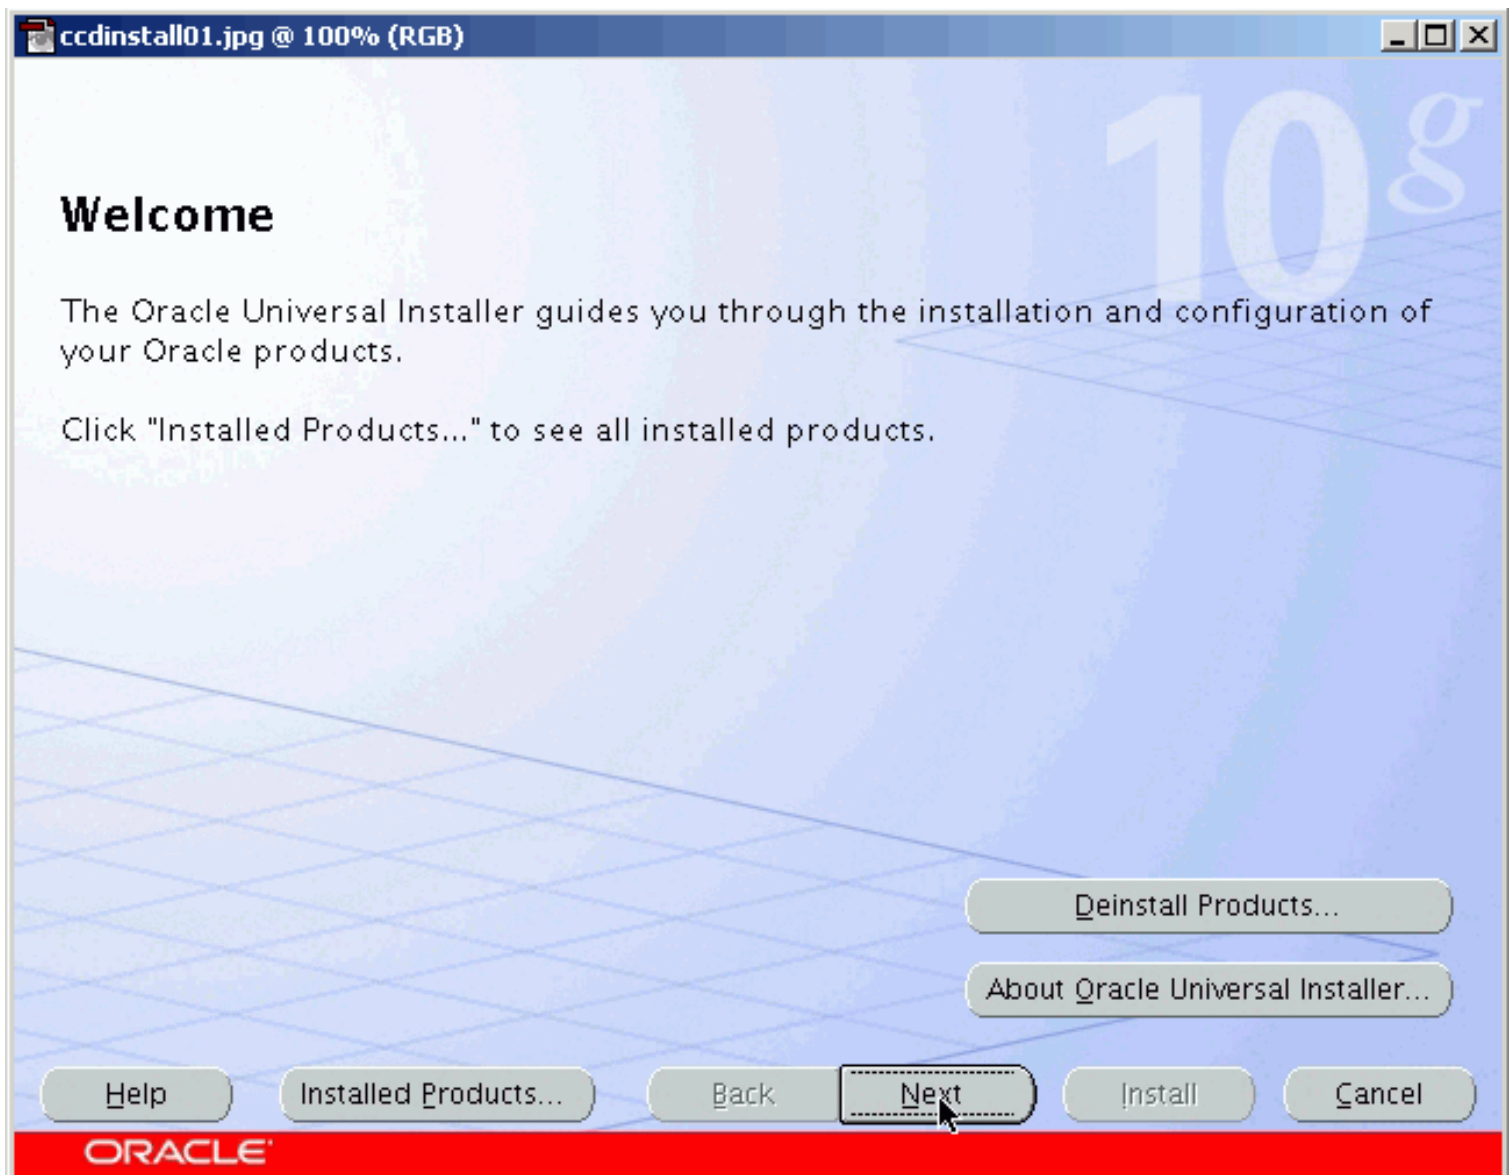 ccdinstall01.jpg @ 100% (RGB)
10g
Welcome
The Oracle Universal Installer guides you through the installation and configuration of
your Oracle products.
Click "Installed Products..." to see all installed products.
Deinstall Products...
About Oracle Universal Installer...
Help Installed Products... Back Next Install Cancel
ORACLE